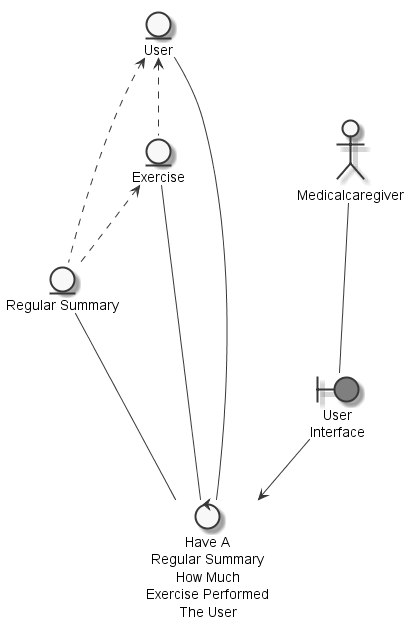 User
Exercise
Medicalcaregiver
Regular Summary
User
Interface
Have A
Regular Summary
How Much
Exercise Performed
The User